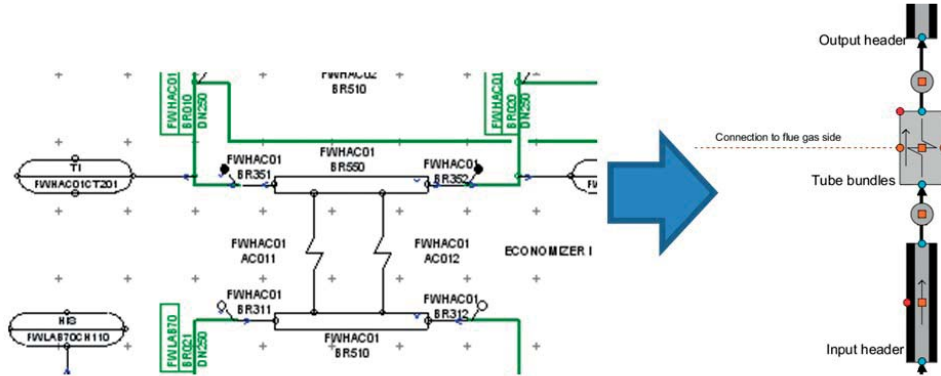 Output header
FWHAC02
BR510
FWHAC01
BR010
DN250
FWHAC01
BR020
DN250
Connection to flue gas side
TI
FWHAC01CT201
FWHAC01
BR351
FWHAC01
BR550
FWHAC01
BR352
Tube bundles
FWHAC01
AC011
FWHAC01
AC012
ECONOMIZER I
FWHAC01
BR311
FWHAC01
BR312
HIS
FWLAB70CH110
FWLAB70
BR021
DN250
FWHAC01
BR510
Input header